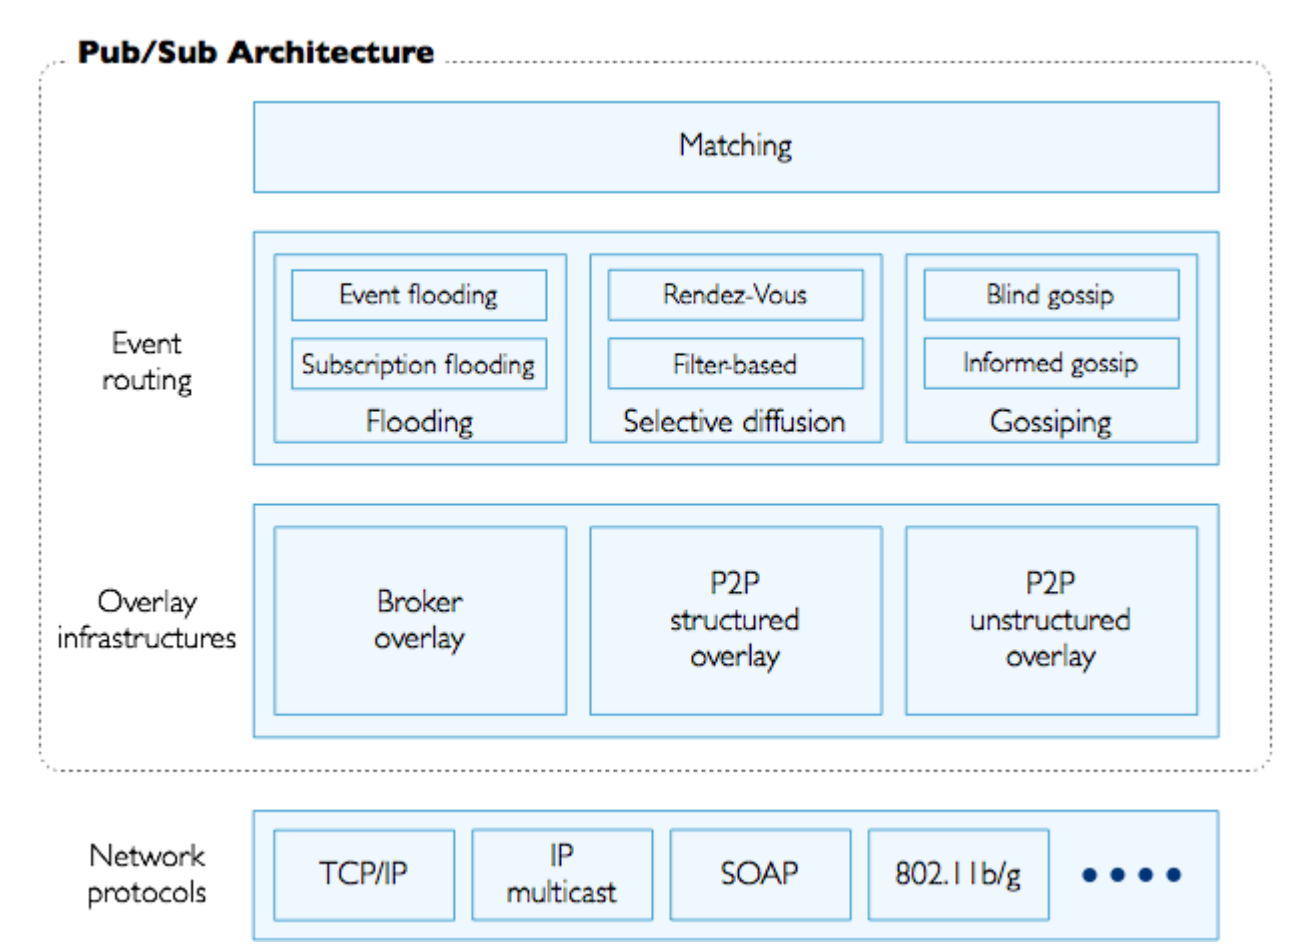 Pub/Sub Architecture
Matching
Event
routing
Event flooding
Subscription flooding
Flooding
Rendez-Vous
Filter-based
Selective diffusion
Blind gossip
Informed gossip
Gossiping
Overlay
infrastructures
Broker
overlay
P2P
structured
overlay
P2P
unstructured
overlay
Network
protocols
TCP/IP
IP
multicast
SOAP
802.11b/g